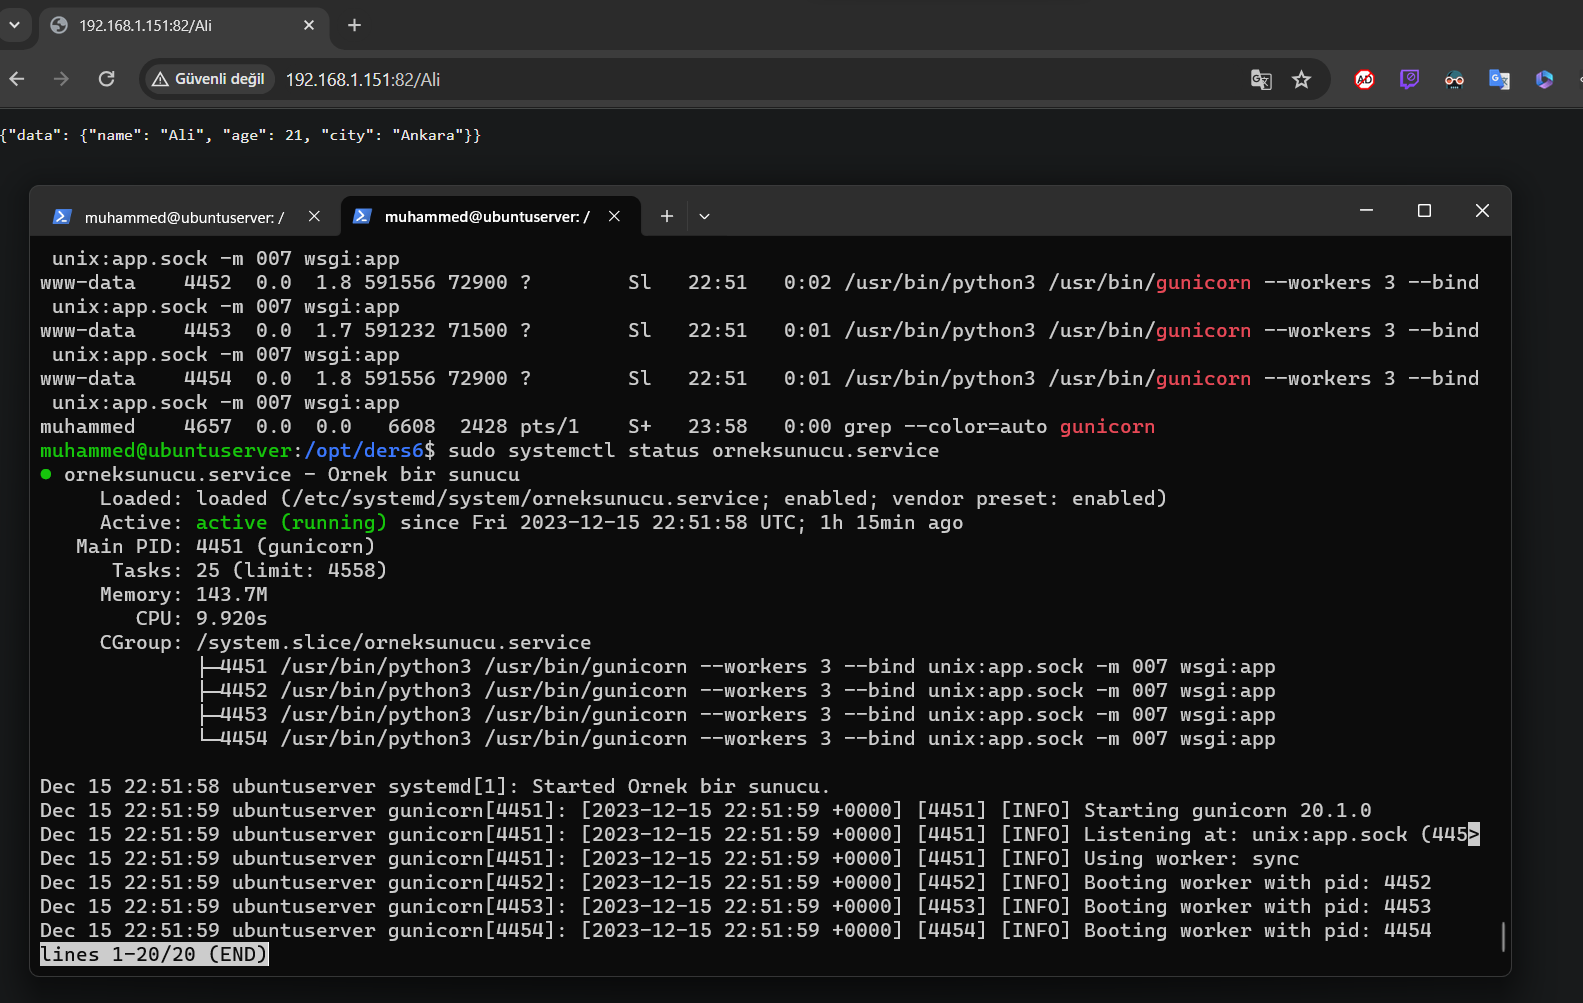 192.168.1.151:82/Ali
Güvenli değil 192.168.1.151:82/Ali
{"data": {"name": "Ali", "age": 21, "city": "Ankara"}}
muhammed@ubuntuserver: / muhammed@ubuntuserver: /
unix:app.sock -m 007 wsgi:app
www-data 4452 0.0 1.8 591556 72900 ? Sl 22:51 0:02 /usr/bin/python3 /usr/bin/gunicorn --workers 3 --bind
unix:app.sock -m 007 wsgi:app
www-data 4453 0.0 1.7 591232 71500 ? Sl 22:51 0:01 /usr/bin/python3 /usr/bin/gunicorn --workers 3 --bind
unix:app.sock -m 007 wsgi:app
www-data 4454 0.0 1.8 591556 72900 ? Sl 22:51 0:01 /usr/bin/python3 /usr/bin/gunicorn --workers 3 --bind
unix:app.sock -m 007 wsgi:app
muhammed 4657 0.0 0.0 6608 2428 pts/1 S+ 23:58 0:00 grep --color=auto gunicorn
muhammed@ubuntuserver:/opt/ders6$ sudo systemctl status orneksunucu.service
● orneksunucu.service - Ornek bir sunucu
Loaded: loaded (/etc/systemd/system/orneksunucu.service; enabled; vendor preset: enabled)
Active: active (running) since Fri 2023-12-15 22:51:58 UTC; 1h 15min ago
Main PID: 4451 (gunicorn)
Tasks: 25 (limit: 4558)
Memory: 143.7M
CPU: 9.920s
CGroup: /system.slice/orneksunucu.service
├─4451 /usr/bin/python3 /usr/bin/gunicorn --workers 3 --bind unix:app.sock -m 007 wsgi:app
├─4452 /usr/bin/python3 /usr/bin/gunicorn --workers 3 --bind unix:app.sock -m 007 wsgi:app
├─4453 /usr/bin/python3 /usr/bin/gunicorn --workers 3 --bind unix:app.sock -m 007 wsgi:app
└─4454 /usr/bin/python3 /usr/bin/gunicorn --workers 3 --bind unix:app.sock -m 007 wsgi:app
Dec 15 22:51:58 ubuntuserver systemd[1]: Started Ornek bir sunucu.
Dec 15 22:51:59 ubuntuserver gunicorn[4451]: [2023-12-15 22:51:59 +0000] [4451] [INFO] Starting gunicorn 20.1.0
Dec 15 22:51:59 ubuntuserver gunicorn[4451]: [2023-12-15 22:51:59 +0000] [4451] [INFO] Listening at: unix:app.sock (445>
Dec 15 22:51:59 ubuntuserver gunicorn[4451]: [2023-12-15 22:51:59 +0000] [4451] [INFO] Using worker: sync
Dec 15 22:51:59 ubuntuserver gunicorn[4452]: [2023-12-15 22:51:59 +0000] [4452] [INFO] Booting worker with pid: 4452
Dec 15 22:51:59 ubuntuserver gunicorn[4453]: [2023-12-15 22:51:59 +0000] [4453] [INFO] Booting worker with pid: 4453
Dec 15 22:51:59 ubuntuserver gunicorn[4454]: [2023-12-15 22:51:59 +0000] [4454] [INFO] Booting worker with pid: 4454
lines 1-20/20 (END)